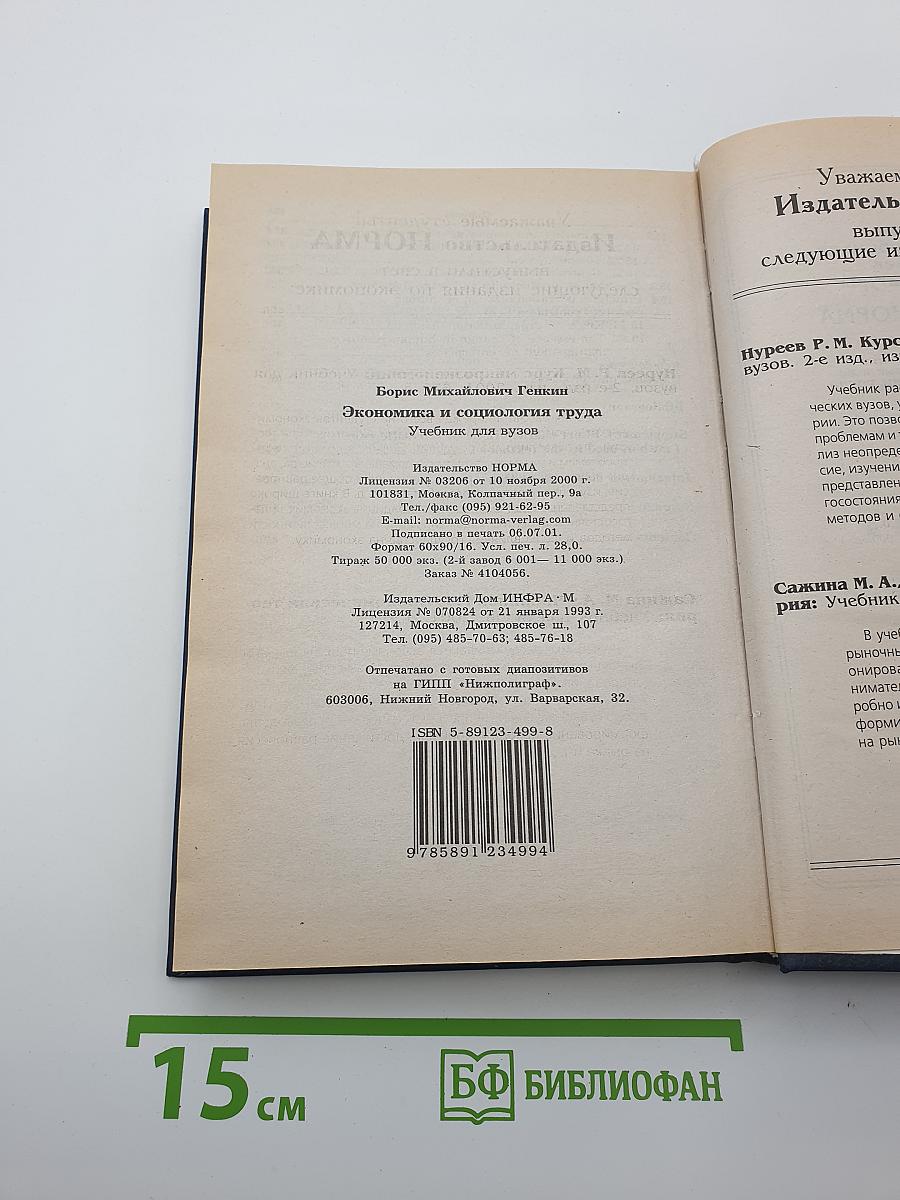 Борис Михайлович Генкин
Экономика и социология труда
Учебник для вузов
Издательство НОРМА
Лицензия № 03206 от 10 ноября 2000 г.
101831, Москва, Колпачный пер., 9а
Тел./факс (095) 921-62-95
E-mail: norma@norma-verlag.com
Подписано в печать 06.07.01.
Формат 60х90/16. Усл. печ. л. 28,0.
Тираж 50 000 экз. (2-й завод 6 001— 11 000 экз.)
Заказ № 4104056.
Издательский Дом ИНФРА·М
Лицензия № 070824 от 21 января 1993 г.
127214, Москва, Дмитровское ш., 107
Тел. (095) 485-70-63; 485-76-18
Отпечатано с готовых диапозитивов
на ГИПП «Нижполиграф».
603006, Нижний Новгород, ул. Варварская, 32.
ISBN 5-89123-499-8
9 785891 234994
Уважаем
Издатель
выпу
следующие и
Нуреев Р. М. Курс
вузов. 2-е изд., из
Учебник ра
ческих вузов, у
рии. Это позво
проблемам и т
лиз неопреде
сие, изучени
представлен
госостояния
методов и
Сажина М. А.,
рия: Учебник
В учеб
рыночны
онирова
нимател
робно и
форми
на рын
15 см
БФ БИБЛИОФАН